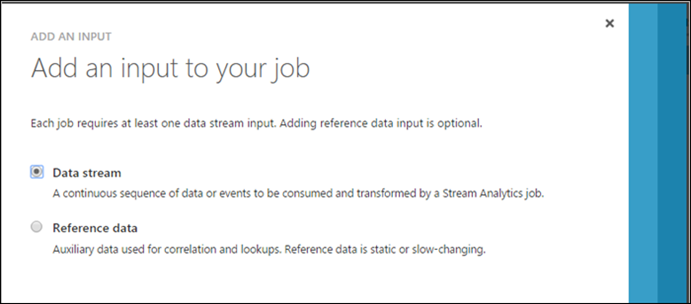 ADD AN INPUT
Add an input to your job
Each job requires at least one data stream input. Adding reference data input is optional.
Data stream
A continuous sequence of data or events to be consumed and transformed by a Stream Analytics job.
Reference data
Auxiliary data used for correlation and lookups. Reference data is static or slow-changing.